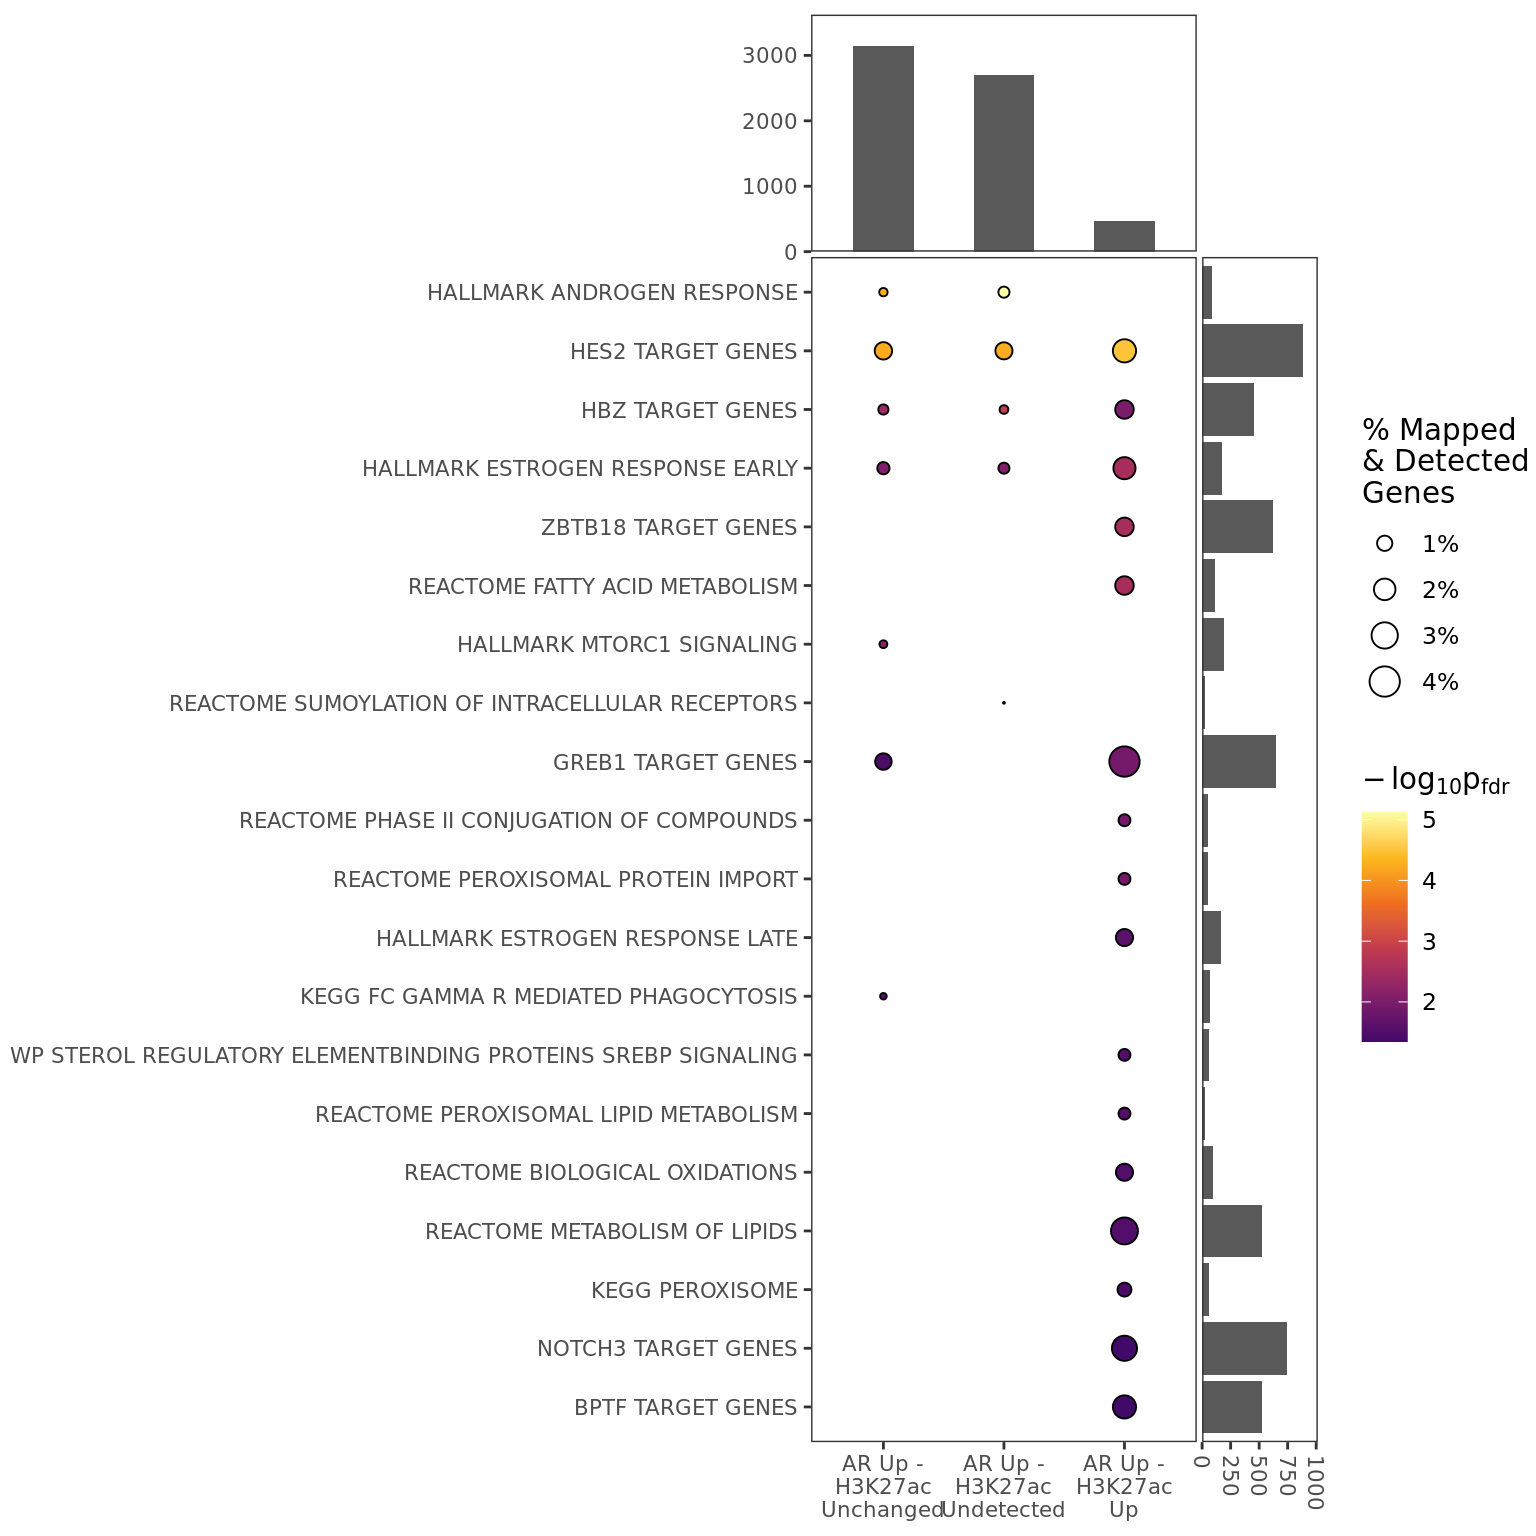 3000
2000
1000
0
HALLMARK ANDROGEN RESPONSE
HES2 TARGET GENES
HBZ TARGET GENES
HALLMARK ESTROGEN RESPONSE EARLY
ZBTB18 TARGET GENES
REACTOME FATTY ACID METABOLISM
HALLMARK MTORC1 SIGNALING
REACTOME SUMOYLATION OF INTRACELLULAR RECEPTORS
GREB1 TARGET GENES
REACTOME PHASE II CONJUGATION OF COMPOUNDS
REACTOME PEROXISOMAL PROTEIN IMPORT
HALLMARK ESTROGEN RESPONSE LATE
KEGG FC GAMMA R MEDIATED PHAGOCYTOSIS
WP STEROL REGULATORY ELEMENTBINDING PROTEINS SREBP SIGNALING
REACTOME PEROXISOMAL LIPID METABOLISM
REACTOME BIOLOGICAL OXIDATIONS
REACTOME METABOLISM OF LIPIDS
KEGG PEROXISOME
NOTCH3 TARGET GENES
BPTF TARGET GENES
AR Up -
H3K27ac
Unchanged
AR Up -
H3K27ac
Undetected
AR Up -
H3K27ac
Up
0
250
500
750
1000
% Mapped
& Detected
Genes
1%
2%
3%
4%
−log10pfdr
5
4
3
2